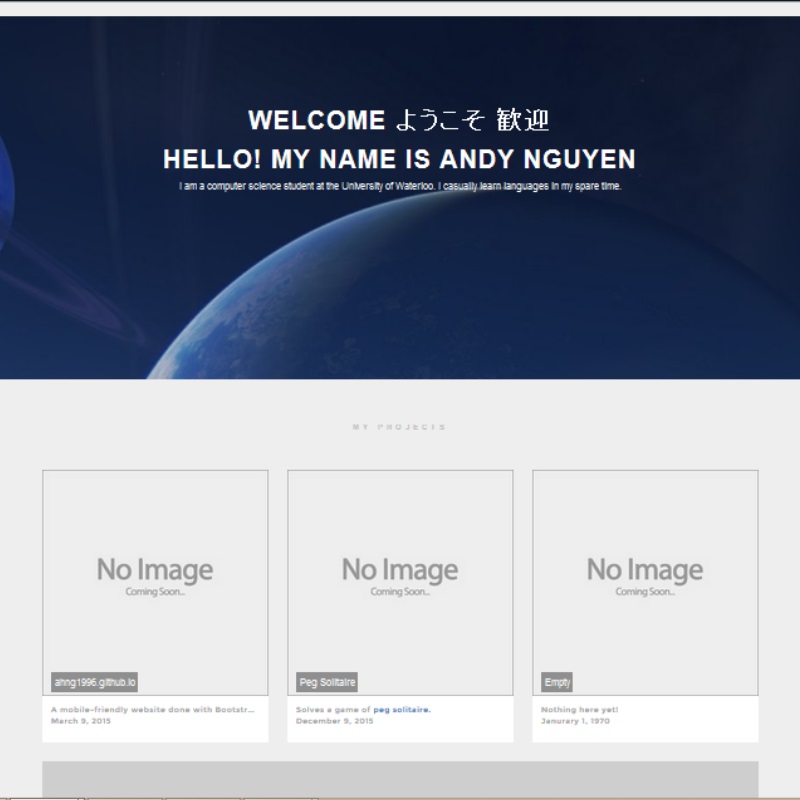 WELCOME ようこそ 歓迎
HELLO! MY NAME IS ANDY NGUYEN
I am a computer science student at the University of Waterloo. I casually learn languages in my spare time.
MY PROJECTS
No Image
Coming Soon...
ahng1996.github.io
A mobile-friendly website done with Bootstr...
March 9, 2015
No Image
Coming Soon...
Peg Solitaire
Solves a game of peg solitaire.
December 9, 2015
No Image
Coming Soon...
Empty
Nothing here yet!
Janurary 1, 1970